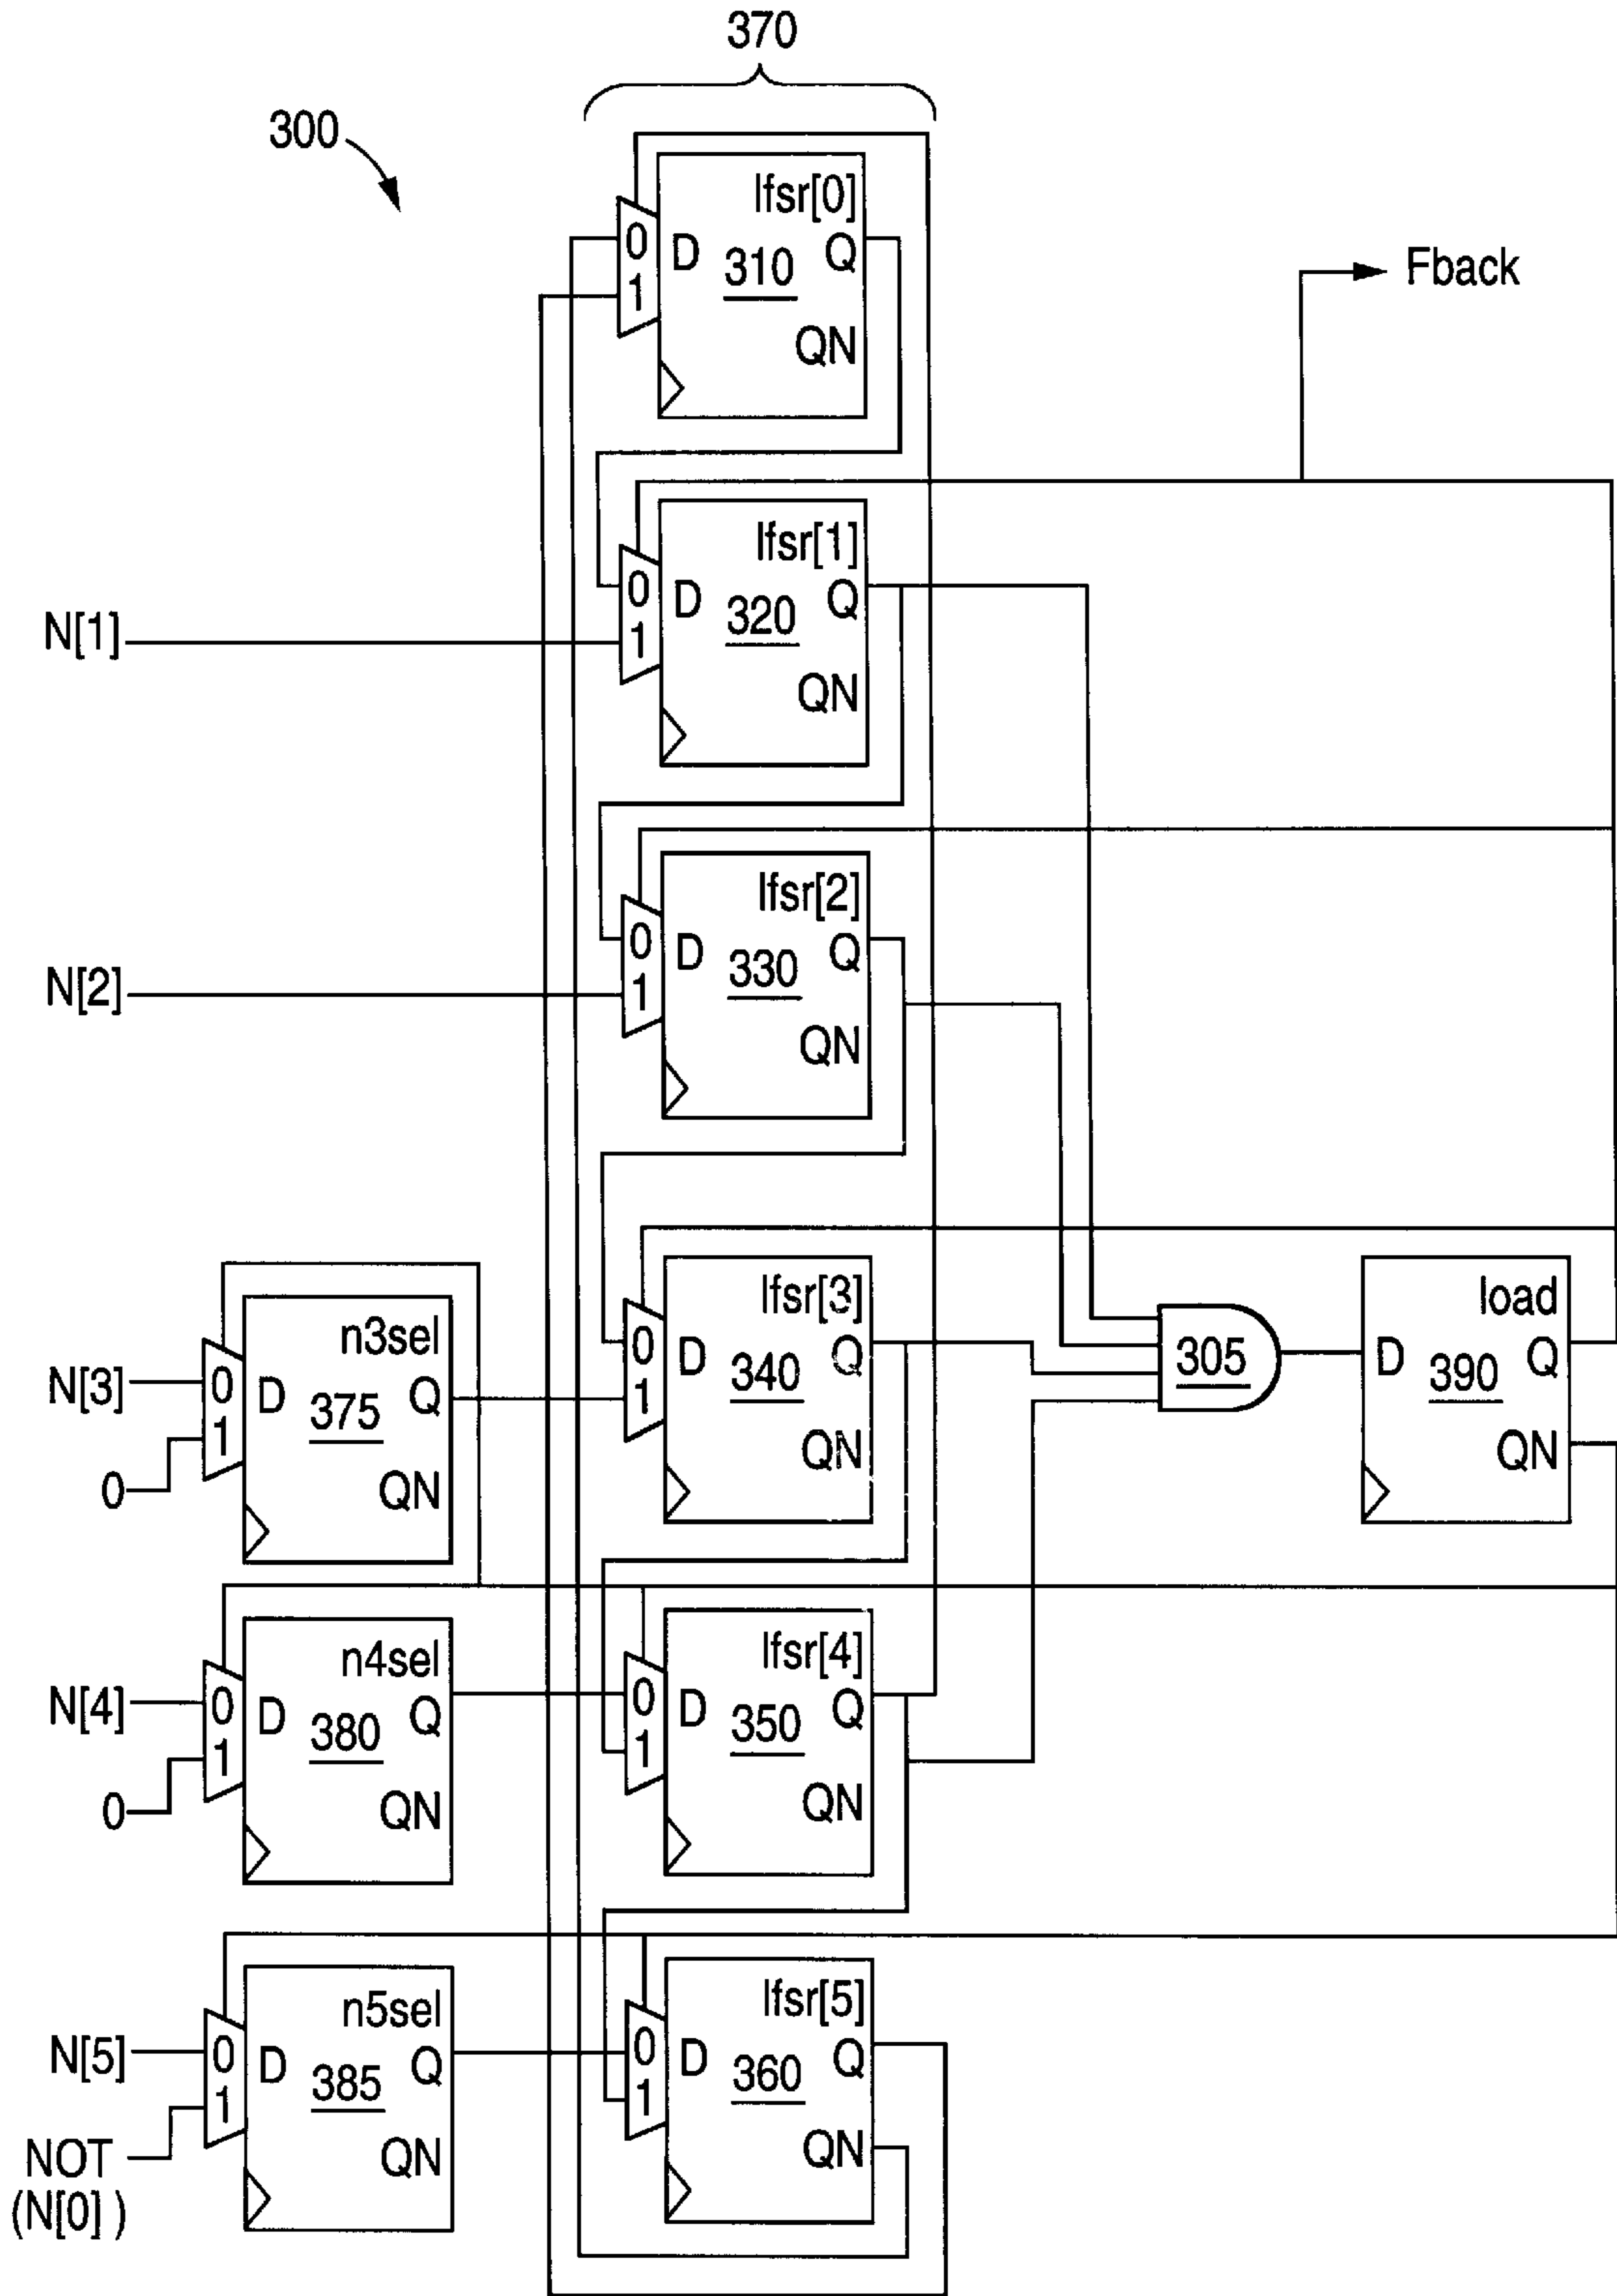 370
300
lfsr[0]
0
D
310
Q
1
QN
Fback
lfsr[1]
0
D
320
Q
N[1]
1
QN
lfsr[2]
0
D
330
Q
N[2]
1
QN
n3sel
N[3]
0
D
375
Q
1
0
QN
lfsr[3]
0
D
340
Q
1
QN
305
load
D
390
Q
QN
n4sel
N[4]
0
D
380
Q
1
0
QN
lfsr[4]
0
D
350
Q
1
QN
n5sel
N[5]
0
D
385
Q
1
NOT
(N[0] )
QN
lfsr[5]
0
D
360
Q
1
QN